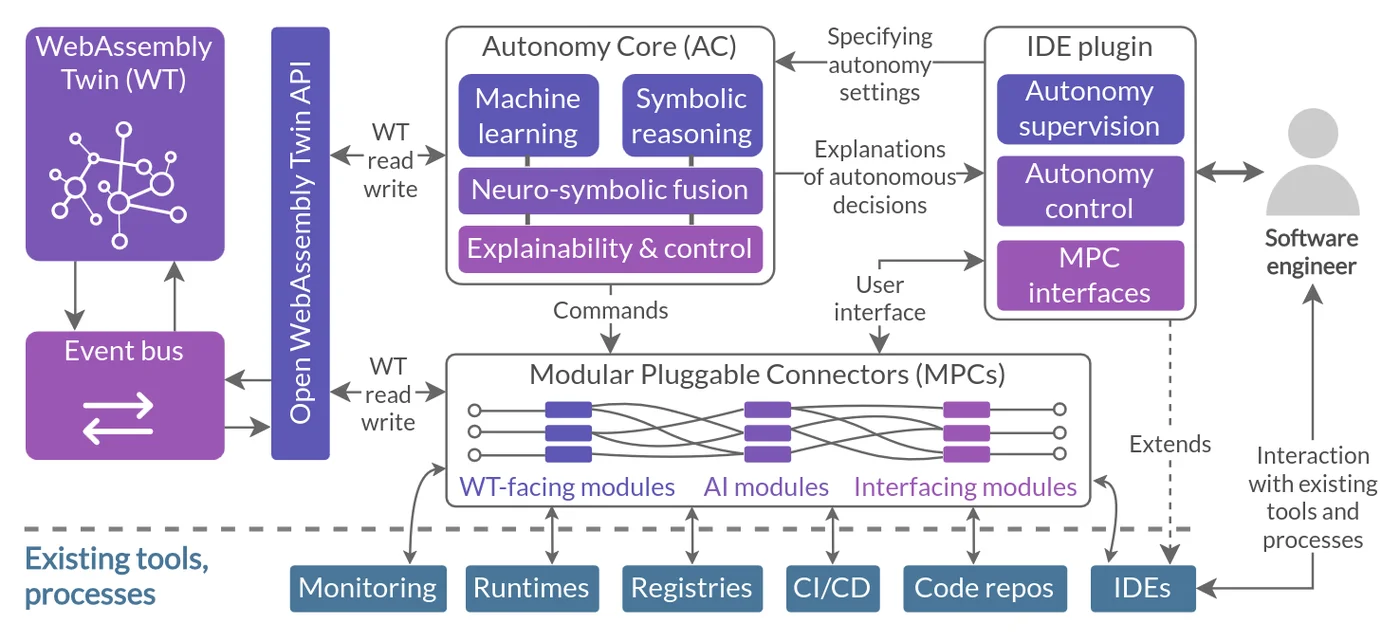 WebAssembly
Twin (WT)
Event bus
Open WebAssembly Twin API
WT
read
write
WT
read
write
Autonomy Core (AC)
Machine
learning
Symbolic
reasoning
Neuro-symbolic fusion
Explainability & control
Specifying
autonomy
settings
Explanations
of autonomous
decisions
IDE plugin
Autonomy
supervision
Autonomy
control
MPC
interfaces
Software
engineer
Commands
User
interface
Modular Pluggable Connectors (MPCs)
WT-facing modules
AI modules
Interfacing modules
Extends
Interaction
with existing
tools and
processes
Existing tools,
processes
Monitoring
Runtimes
Registries
CI/CD
Code repos
IDEs